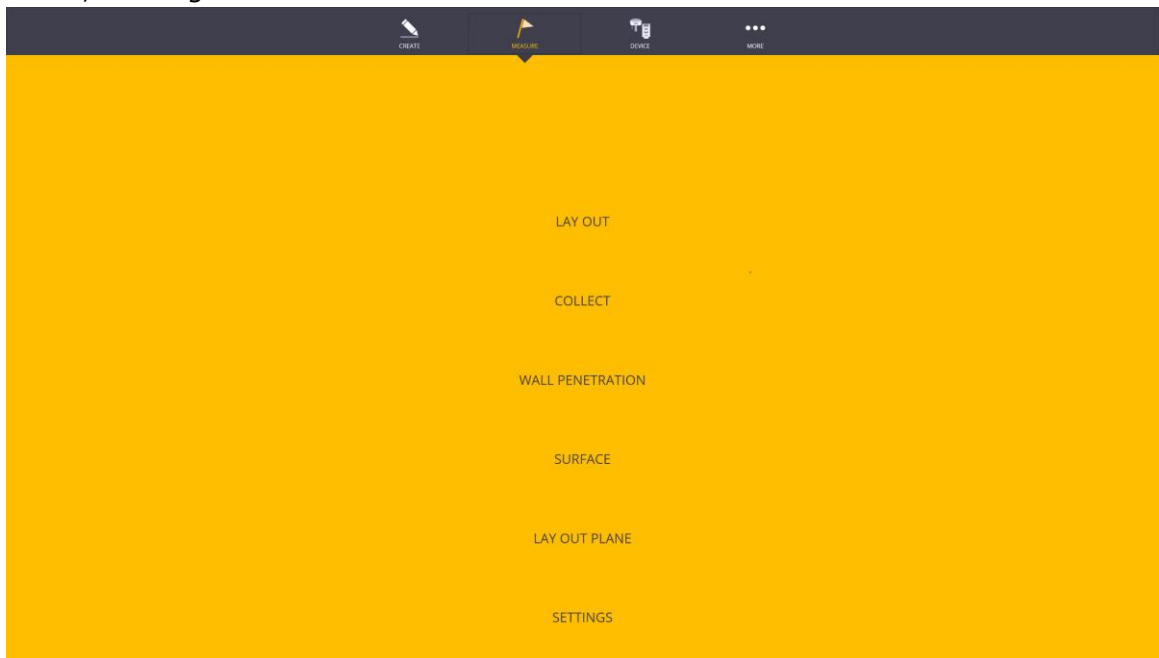 CREATE
MEASURE
DEVICE
MORE
LAY OUT
COLLECT
WALL PENETRATION
SURFACE
LAY OUT PLANE
SETTINGS